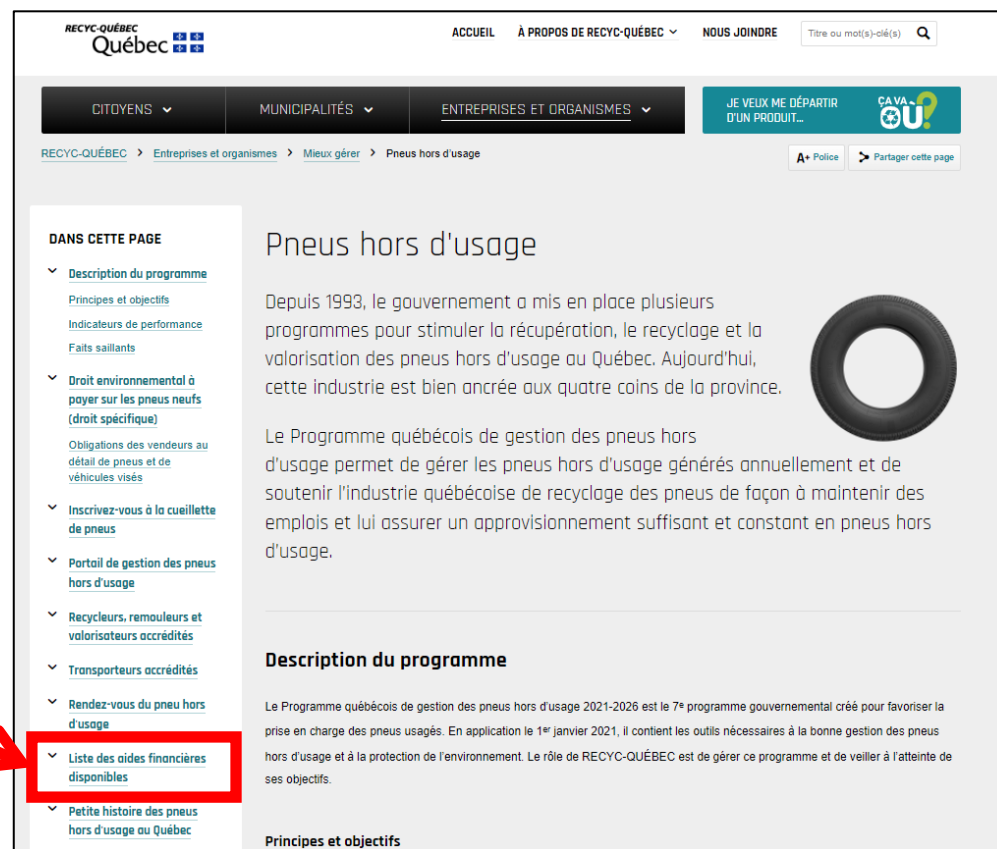 RECYC-QUÉBEC
Québec
ACCUEIL À PROPOS DE RECYC-QUÉBEC NOUS JOINDRE Titre ou mot(s)-clé(s)
CITOYENS MUNICIPALITÉS ENTREPRISES ET ORGANISMES
JE VEUX ME DÉPARTIR
D'UN PRODUIT...
ÇA VA
OÙ?
RECYC-QUÉBEC > Entreprises et organismes > Mieux gérer > Pneus hors d'usage
A+ Police Partager cette page
DANS CETTE PAGE
Description du programme
Principes et objectifs
Indicateurs de performance
Faits saillants
Droit environnemental à
payer sur les pneus neufs
(droit spécifique)
Obligations des vendeurs au
détail de pneus et de
véhicules visés
Inscrivez-vous à la cueillette
de pneus
Portail de gestion des pneus
hors d'usage
Recycleurs, remouleurs et
valorisateurs accrédités
Transporteurs accrédités
Rendez-vous du pneu hors
d'usage
Liste des aides financières
disponibles
Petite histoire des pneus
hors d'usage au Québec
Pneus hors d'usage
Depuis 1993, le gouvernement a mis en place plusieurs
programmes pour stimuler la récupération, le recyclage et la
valorisation des pneus hors d'usage au Québec. Aujourd'hui,
cette industrie est bien ancrée aux quatre coins de la province.
Le Programme québécois de gestion des pneus hors
d'usage permet de gérer les pneus hors d'usage générés annuellement et de
soutenir l'industrie québécoise de recyclage des pneus de façon à maintenir des
emplois et lui assurer un approvisionnement suffisant et constant en pneus hors
d'usage.
Description du programme
Le Programme québécois de gestion des pneus hors d'usage 2021-2026 est le 7e programme gouvernemental créé pour favoriser la
prise en charge des pneus usagés. En application le 1er janvier 2021, il contient les outils nécessaires à la bonne gestion des pneus
hors d'usage et à la protection de l'environnement. Le rôle de RECYC-QUÉBEC est de gérer ce programme et de veiller à l'atteinte de
ses objectifs.
Principes et objectifs